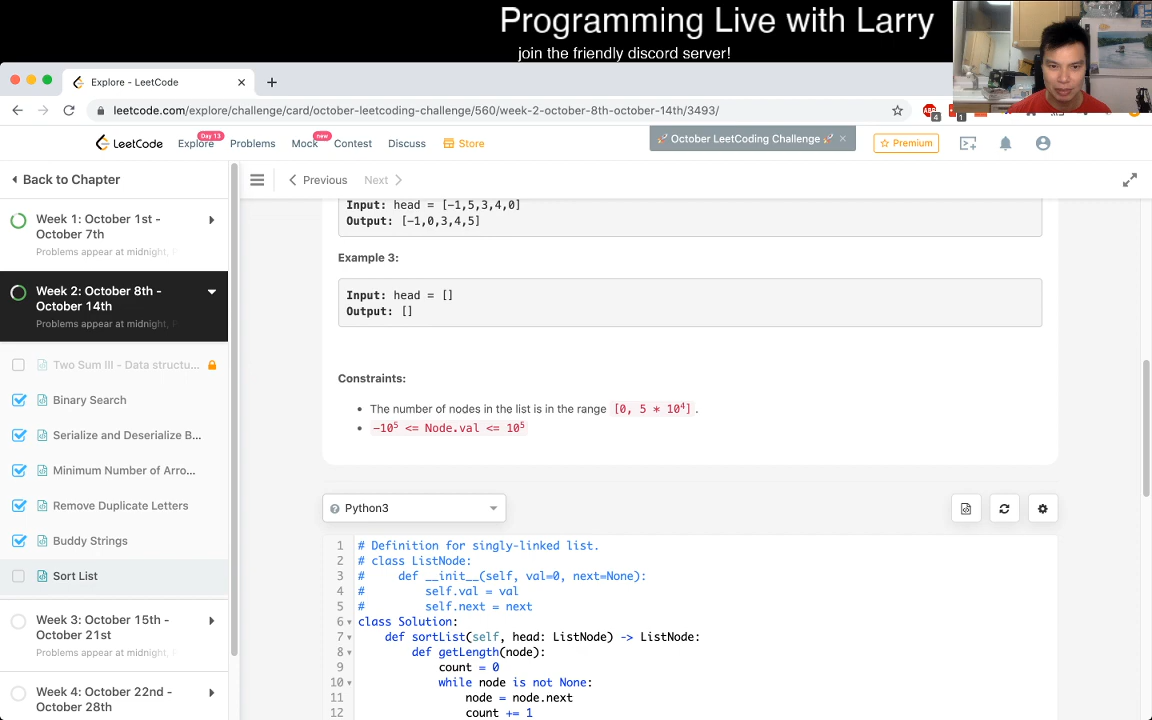 Programming Live with Larry
join the friendly discord server!
Explore - LeetCode
leetcode.com/explore/challenge/card/october-leetcoding-challenge/560/week-2-october-8th-october-14th/3493/
4
1
LeetCode
Explore
Day 13
Problems
Mock
new
Contest
Discuss
Store
October LeetCoding Challenge
Premium
Back to Chapter
Previous
Next
Week 1: October 1st -
October 7th
Problems appear at midnight,
Week 2: October 8th -
October 14th
Problems appear at midnight,
Two Sum III - Data structu...
Binary Search
Serialize and Deserialize B...
Minimum Number of Arro...
Remove Duplicate Letters
Buddy Strings
Sort List
Week 3: October 15th -
October 21st
Problems appear at midnight,
Week 4: October 22nd -
October 28th
Input: head = [-1,5,3,4,0]
Output: [-1,0,3,4,5]
Example 3:
Input: head = []
Output: []
Constraints:
• The number of nodes in the list is in the range [0, 5 * 10⁴].
• -10⁵ <= Node.val <= 10⁵
Python3
1 # Definition for singly-linked list.
2 # class ListNode:
3 #     def __init__(self, val=0, next=None):
4 #         self.val = val
5 #         self.next = next
6 class Solution:
7     def sortList(self, head: ListNode) -> ListNode:
8         def getLength(node):
9             count = 0
10             while node is not None:
11                 node = node.next
12                 count += 1